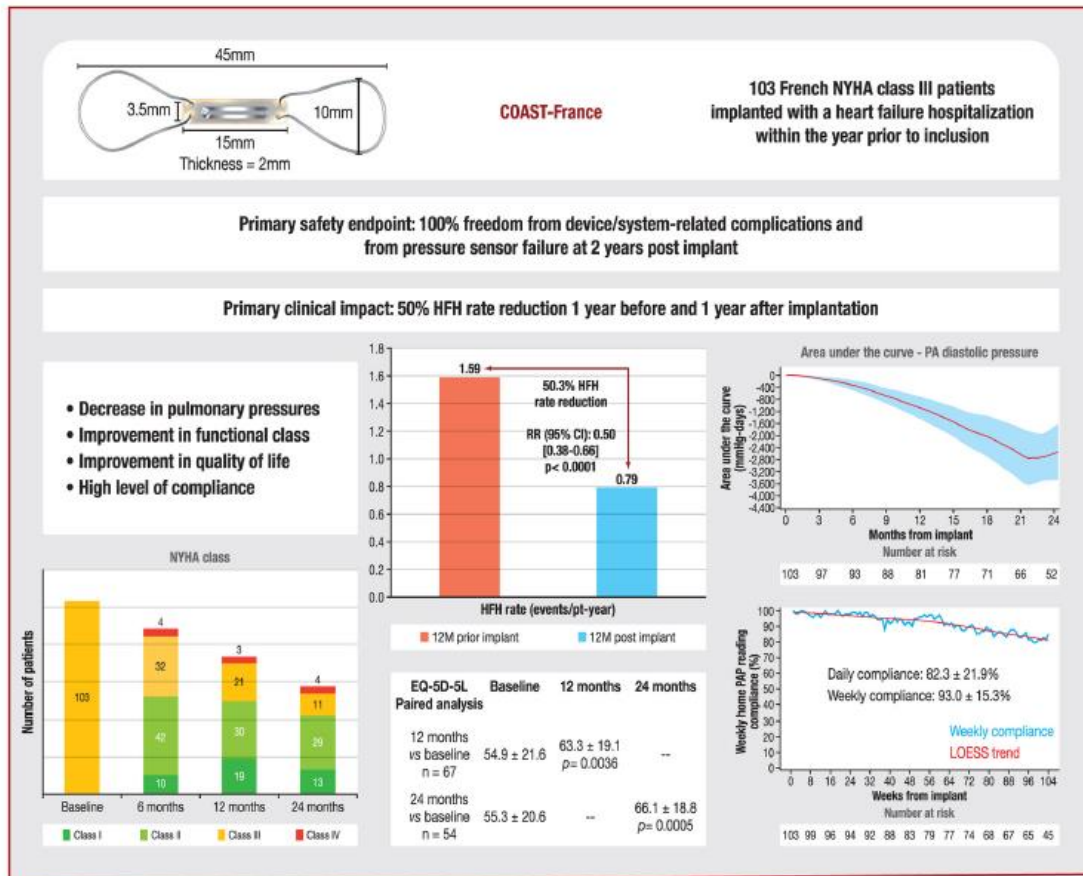 45mm
3.5mm
10mm
15mm
Thickness = 2mm
COAST-France
103 French NYHA class III patients
implanted with a heart failure hospitalization
within the year prior to inclusion
Primary safety endpoint: 100% freedom from device/system-related complications and
from pressure sensor failure at 2 years post implant
Primary clinical impact: 50% HFH rate reduction 1 year before and 1 year after implantation
• Decrease in pulmonary pressures
• Improvement in functional class
• Improvement in quality of life
• High level of compliance
NYHA class
Number of patients
103
4
32
42
10
3
21
30
19
4
11
29
13
Baseline 6 months 12 months 24 months
Class I Class II Class III Class IV
1.8
1.6
1.4
1.2
1.0
0.8
0.6
0.4
0.2
0.0
1.59
50.3% HFH
rate reduction
RR (95% CI): 0.50
[0.38-0.66]
p< 0.0001
0.79
HFH rate (events/pt-year)
12M prior implant 12M post implant
EQ-5D-5L Baseline 12 months 24 months
Paired analysis
12 months
vs baseline
n = 67
54.9 ± 21.6
63.3 ± 19.1
p= 0.0036
--
24 months
vs baseline
n = 54
55.3 ± 20.6
--
66.1 ± 18.8
p= 0.0005
Area under the curve - PA diastolic pressure
Area under the curve
(mmHg-days)
0
-400
-800
-1,200
-1,600
-2,000
-2,400
-2,800
-3,200
-3,600
-4,000
-4,400
0 3 6 9 12 15 18 21 24
Months from implant
Number at risk
103 97 93 88 81 77 71 66 52
Weekly home PAP reading
compliance (%)
100
90
80
70
60
50
40
30
20
10
0
Daily compliance: 82.3 ± 21.9%
Weekly compliance: 93.0 ± 15.3%
Weekly compliance
LOESS trend
0 8 16 24 32 40 48 56 64 72 80 88 96 104
Weeks from implant
Number at risk
103 99 96 94 92 88 83 79 77 74 68 67 65 45